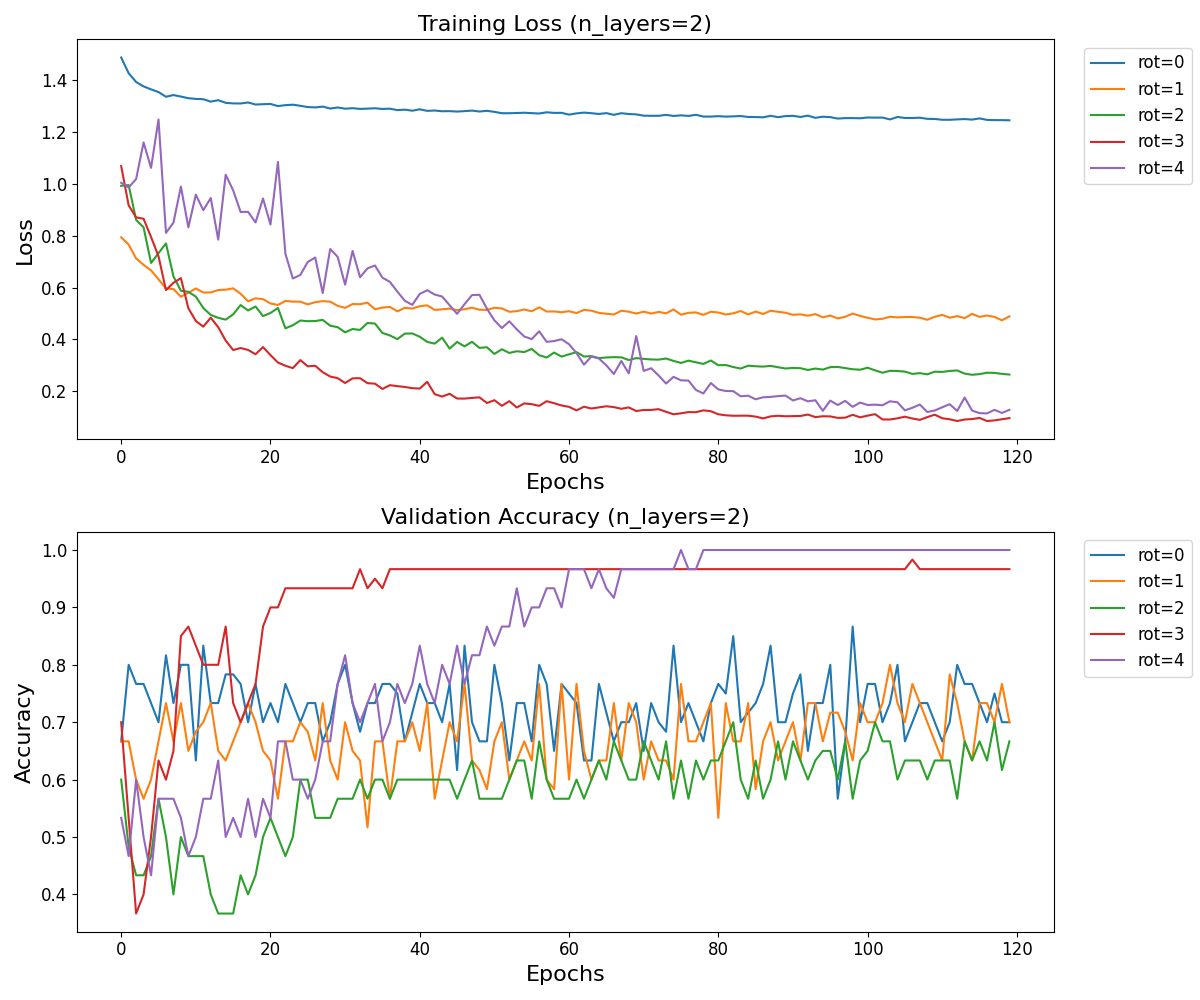 Training Loss (n_layers=2)
Loss
1.4
1.2
1.0
0.8
0.6
0.4
0.2
0 20 40 60 80 100 120
Epochs
rot=0
rot=1
rot=2
rot=3
rot=4
Validation Accuracy (n_layers=2)
Accuracy
1.0
0.9
0.8
0.7
0.6
0.5
0.4
0 20 40 60 80 100 120
Epochs
rot=0
rot=1
rot=2
rot=3
rot=4